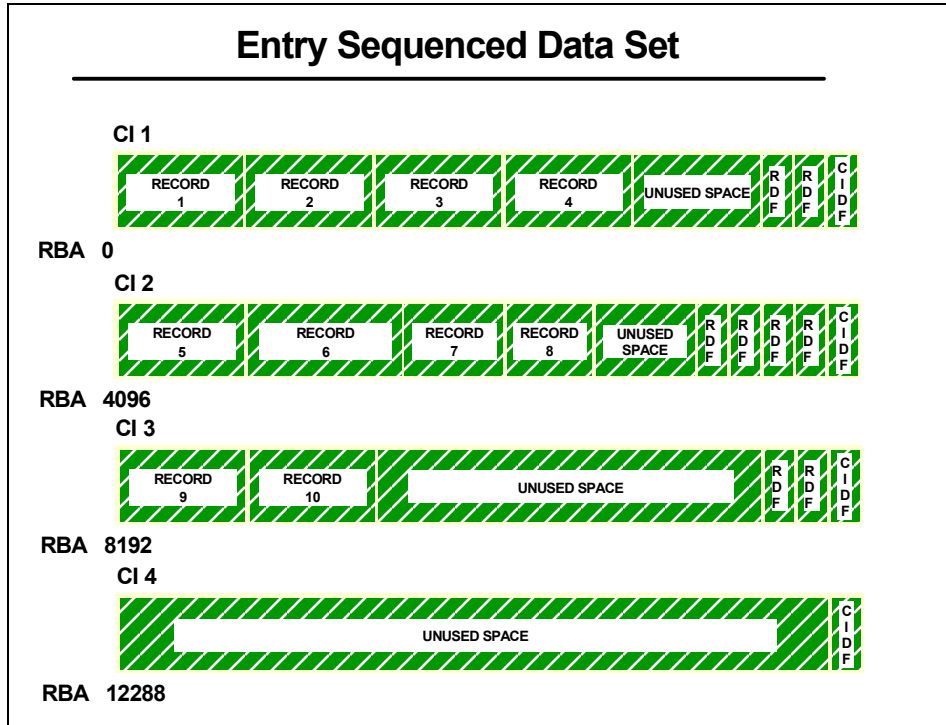 Entry Sequenced Data Set
CI 1
RECORD
1
RECORD
2
RECORD
3
RECORD
4
UNUSED SPACE
RDF
RDF
CIDF
RBA 0
CI 2
RECORD
5
RECORD
6
RECORD
7
RECORD
8
UNUSED
SPACE
RDF
RDF
RDF
RDF
CIDF
RBA 4096
CI 3
RECORD
9
RECORD
10
UNUSED SPACE
RDF
RDF
CIDF
RBA 8192
CI 4
UNUSED SPACE
CIDF
RBA 12288